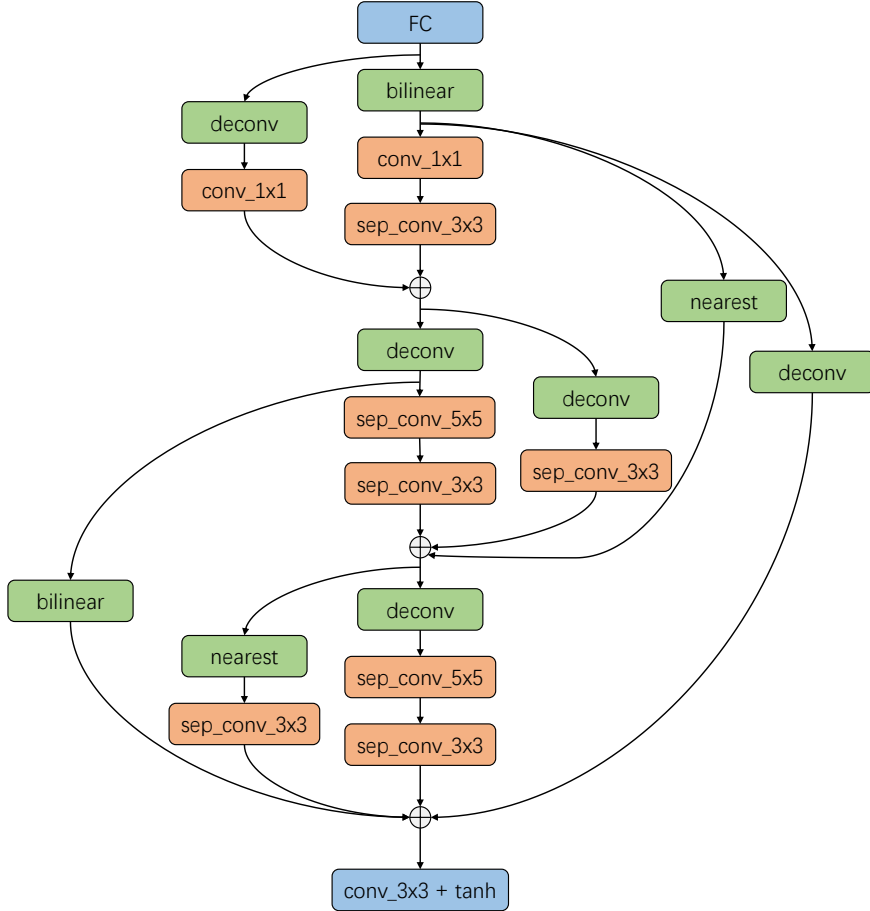 FC
bilinear
deconv
conv_1x1
conv_1x1
sep_conv_3x3
nearest
deconv
deconv
deconv
sep_conv_5x5
sep_conv_3x3
sep_conv_3x3
bilinear
deconv
nearest
sep_conv_5x5
sep_conv_3x3
sep_conv_3x3
conv_3x3 + tanh